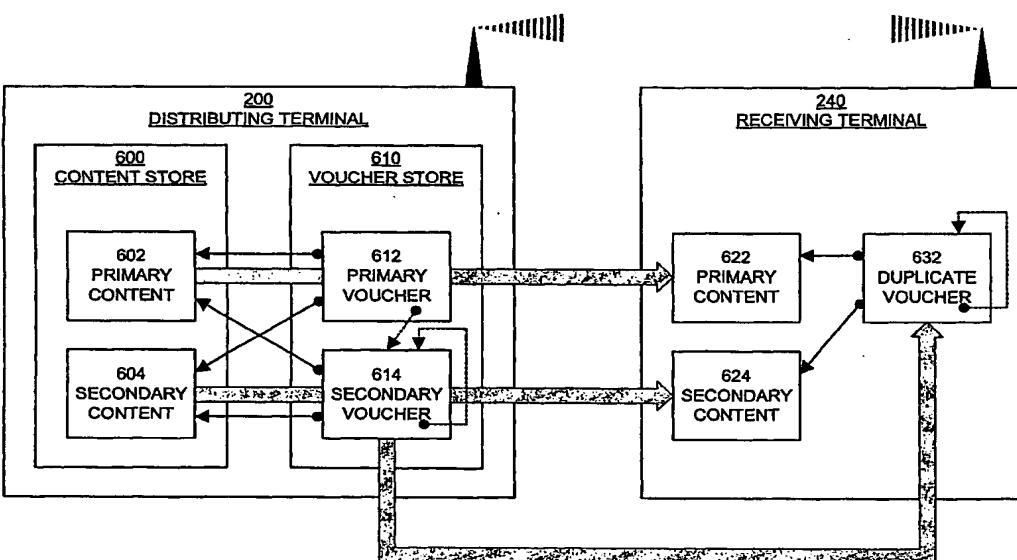 200
DISTRIBUTING TERMINAL
600
CONTENT STORE
610
VOUCHER STORE
602
PRIMARY
CONTENT
612
PRIMARY
VOUCHER
604
SECONDARY
CONTENT
614
SECONDARY
VOUCHER
240
RECEIVING TERMINAL
622
PRIMARY
CONTENT
632
DUPLICATE
VOUCHER
624
SECONDARY
CONTENT